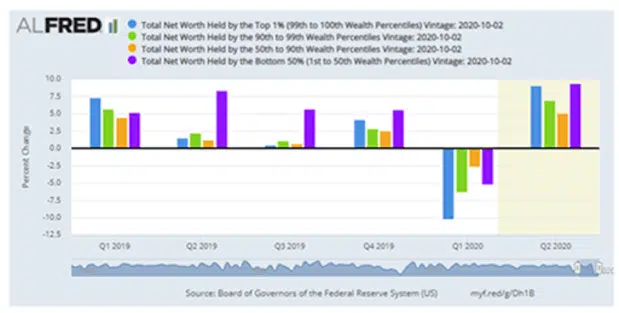 ALFRED
Total Net Worth Held by the Top 1% (99th to 100th Wealth Percentiles) Vintage: 2020-10-02
Total Net Worth Held by the 90th to 99th Wealth Percentiles Vintage: 2020-10-02
Total Net Worth Held by the 50th to 90th Wealth Percentiles Vintage: 2020-10-02
Total Net Worth Held by the Bottom 50% (1st to 50th Wealth Percentiles) Vintage: 2020-10-02
Percent Change
10.0
7.5
5.0
2.5
0.0
-2.5
-5.0
-7.5
-10.0
-12.5
Q1 2019 Q2 2019 Q3 2019 Q4 2019 Q1 2020 Q2 2020
Source: Board of Governors of the Federal Reserve System (US) myf.red/g/Dh1B